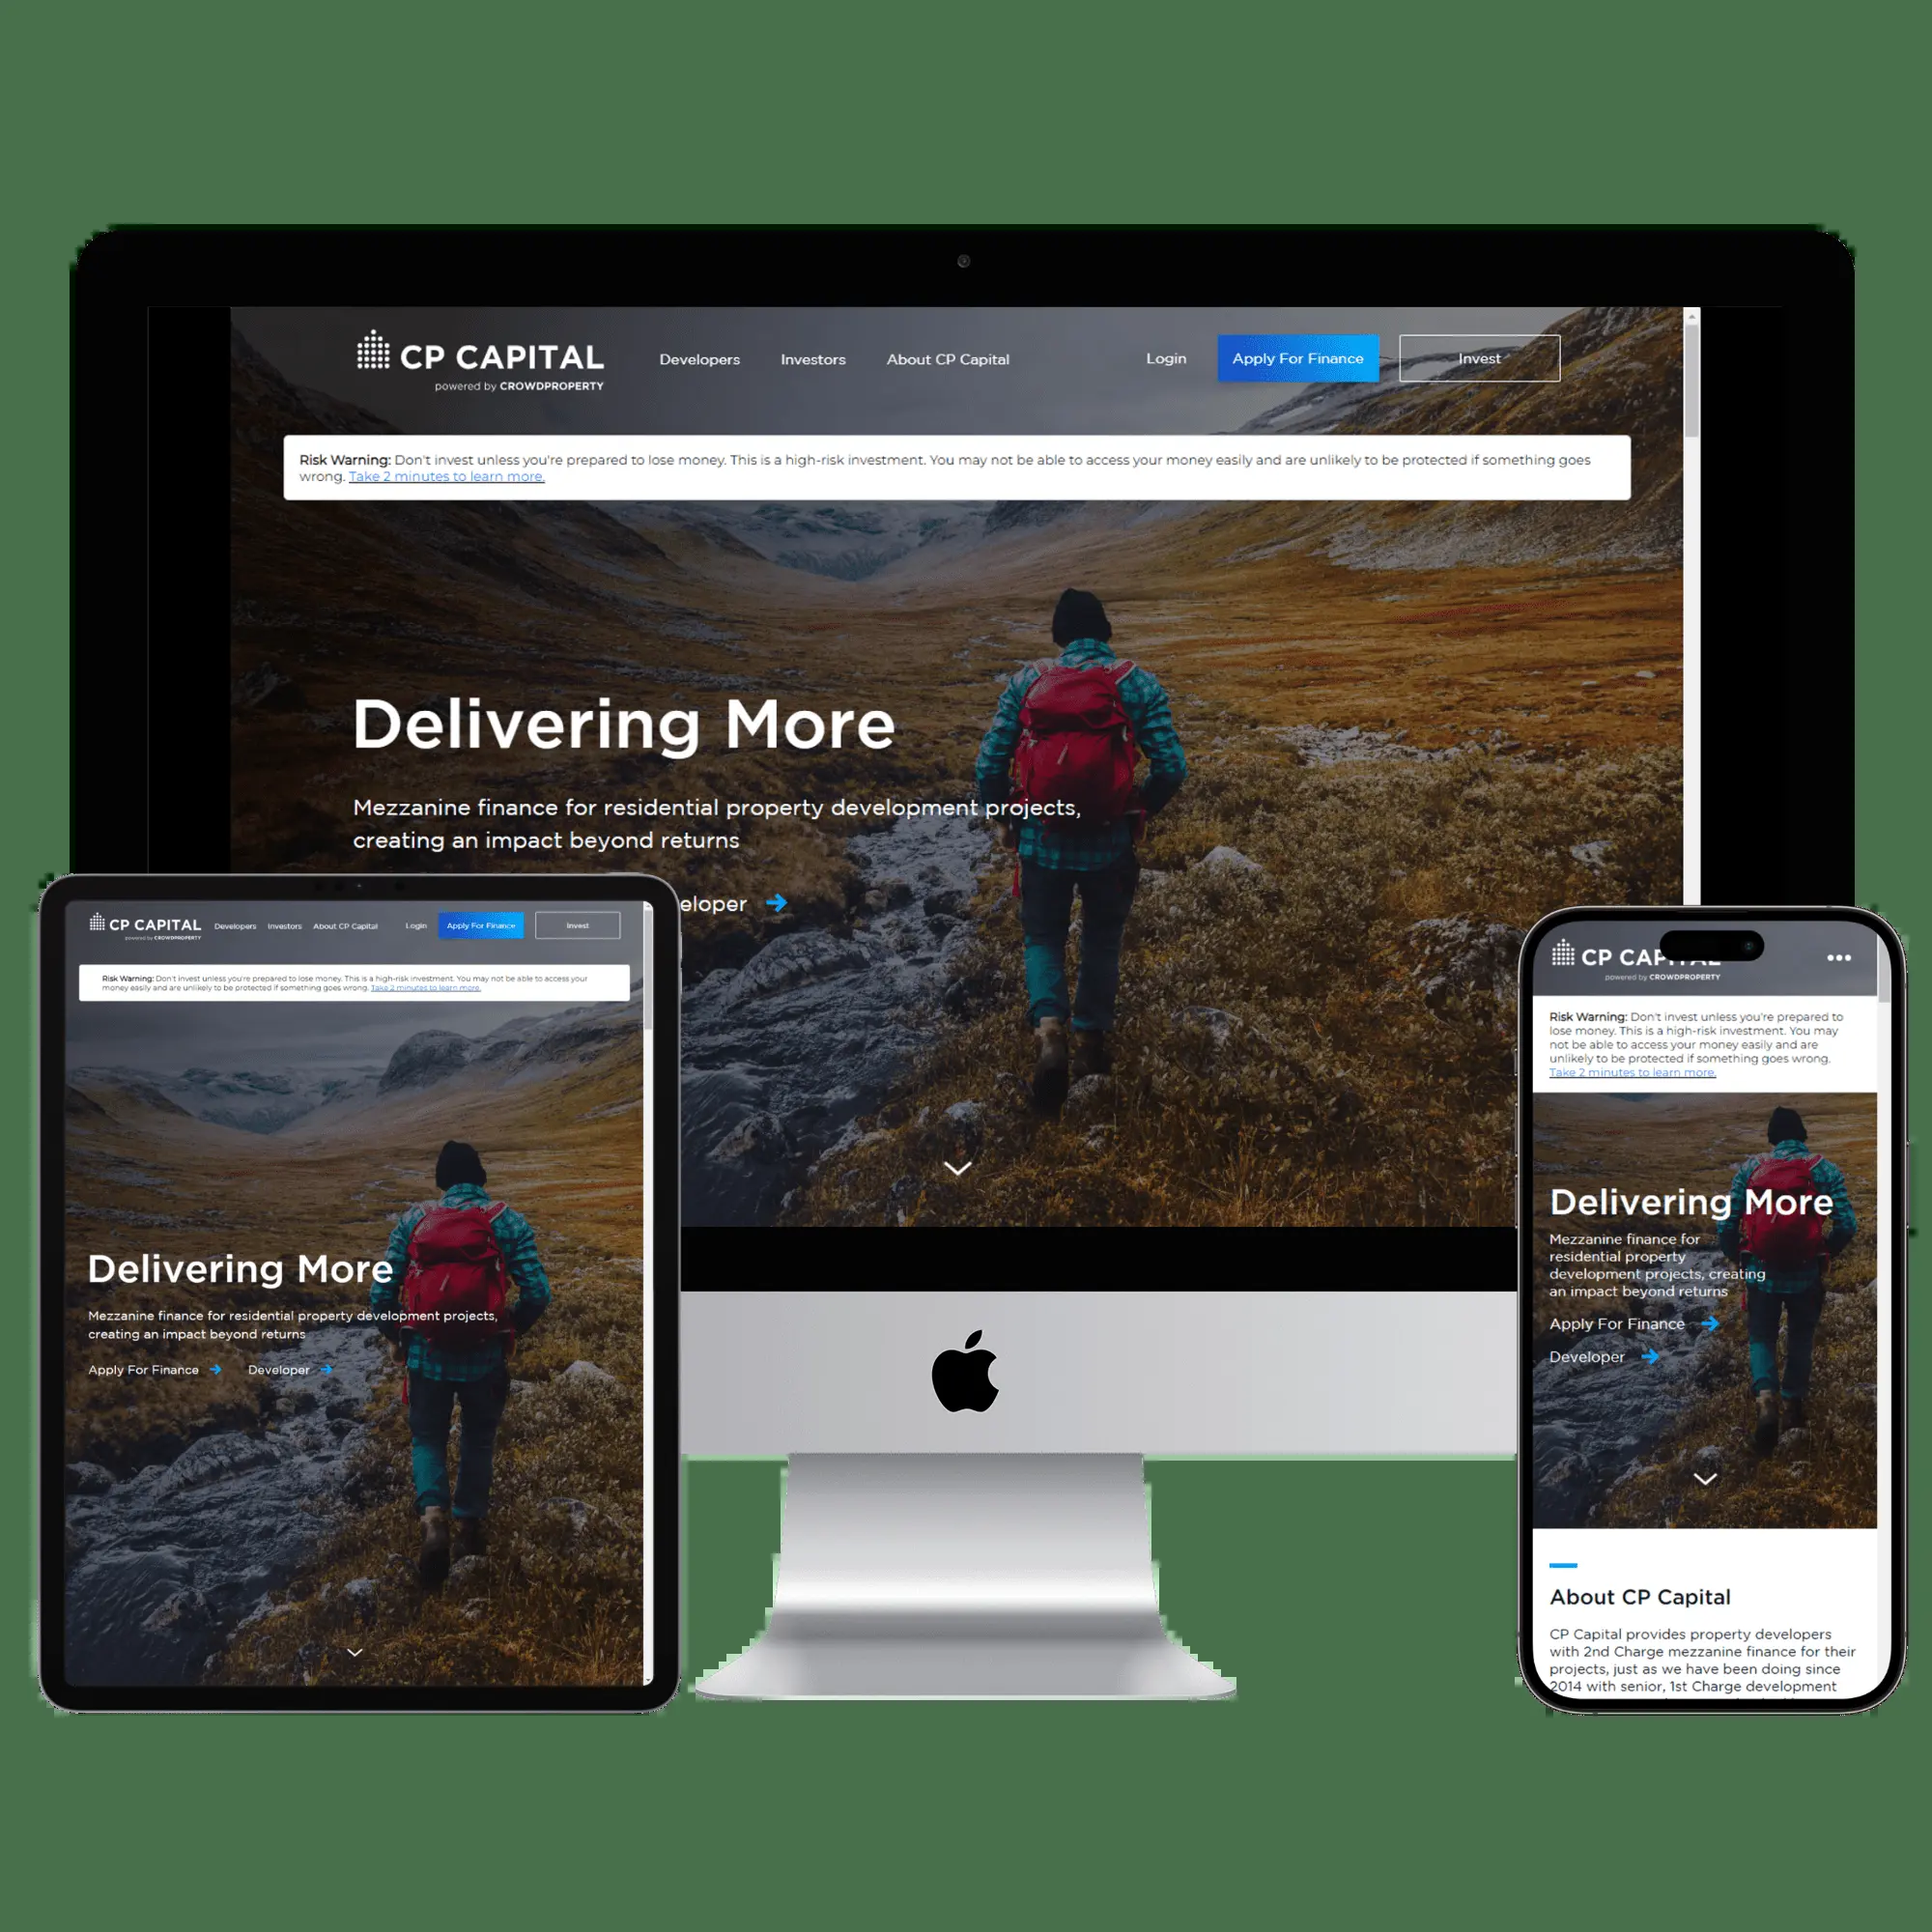 CP CAPITAL
powered by CROWDPROPERTY
Developers
Investors
About CP Capital
Login
Apply For Finance
Invest
Risk Warning: Don't invest unless you're prepared to lose money. This is a high-risk investment. You may not be able to access your money easily and are unlikely to be protected if something goes
wrong. Take 2 minutes to learn more.
Delivering More
Mezzanine finance for residential property development projects,
creating an impact beyond returns
eloper
CP CAPITAL
powered by CROWDPROPERTY
Developers
Investors
About CP Capital
Login
Apply For Finance
Invest
Risk Warning: Don't invest unless you're prepared to lose money. This is a high-risk investment. You may not be able to access your
money easily and are unlikely to be protected if something goes wrong. Take 2 minutes to learn more.
Delivering More
Mezzanine finance for residential property development projects,
creating an impact beyond returns
Apply For Finance
Developer
CP CAPITAL
powered by CROWDPROPERTY
Risk Warning: Don't invest unless you're prepared to
lose money. This is a high-risk investment. You may
not be able to access your money easily and are
unlikely to be protected if something goes wrong.
Take 2 minutes to learn more.
Delivering More
Mezzanine finance for
residential property
development projects, creating
an impact beyond returns
Apply For Finance
Developer
About CP Capital
CP Capital provides property developers
with 2nd Charge mezzanine finance for their
projects, just as we have been doing since
2014 with senior, 1st Charge development